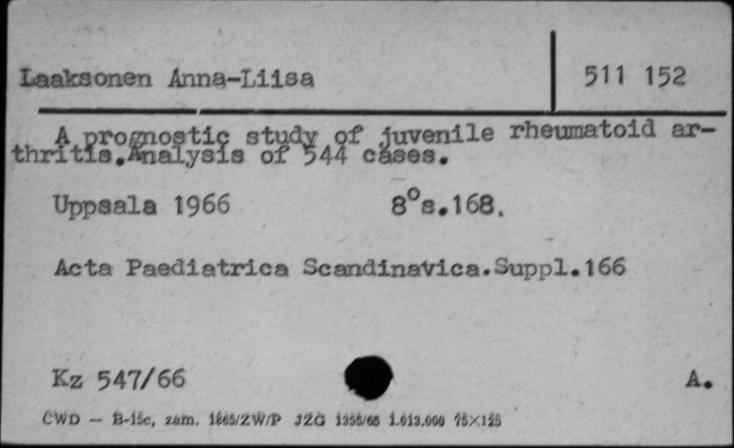 Laaksonen Anna-Liisa
511 152
A prognostic study of juvenile rheumatoid ar-
thritis.Analysis of 544 cases.
Uppsala 1966 8°s.168.
Acta Paediatrica Scandinavica.Suppl.166
Kz 547/66 A.
CWD — B-15c, zam. 1865/ZW/P JZG 1355/65 1.013.000 75×125